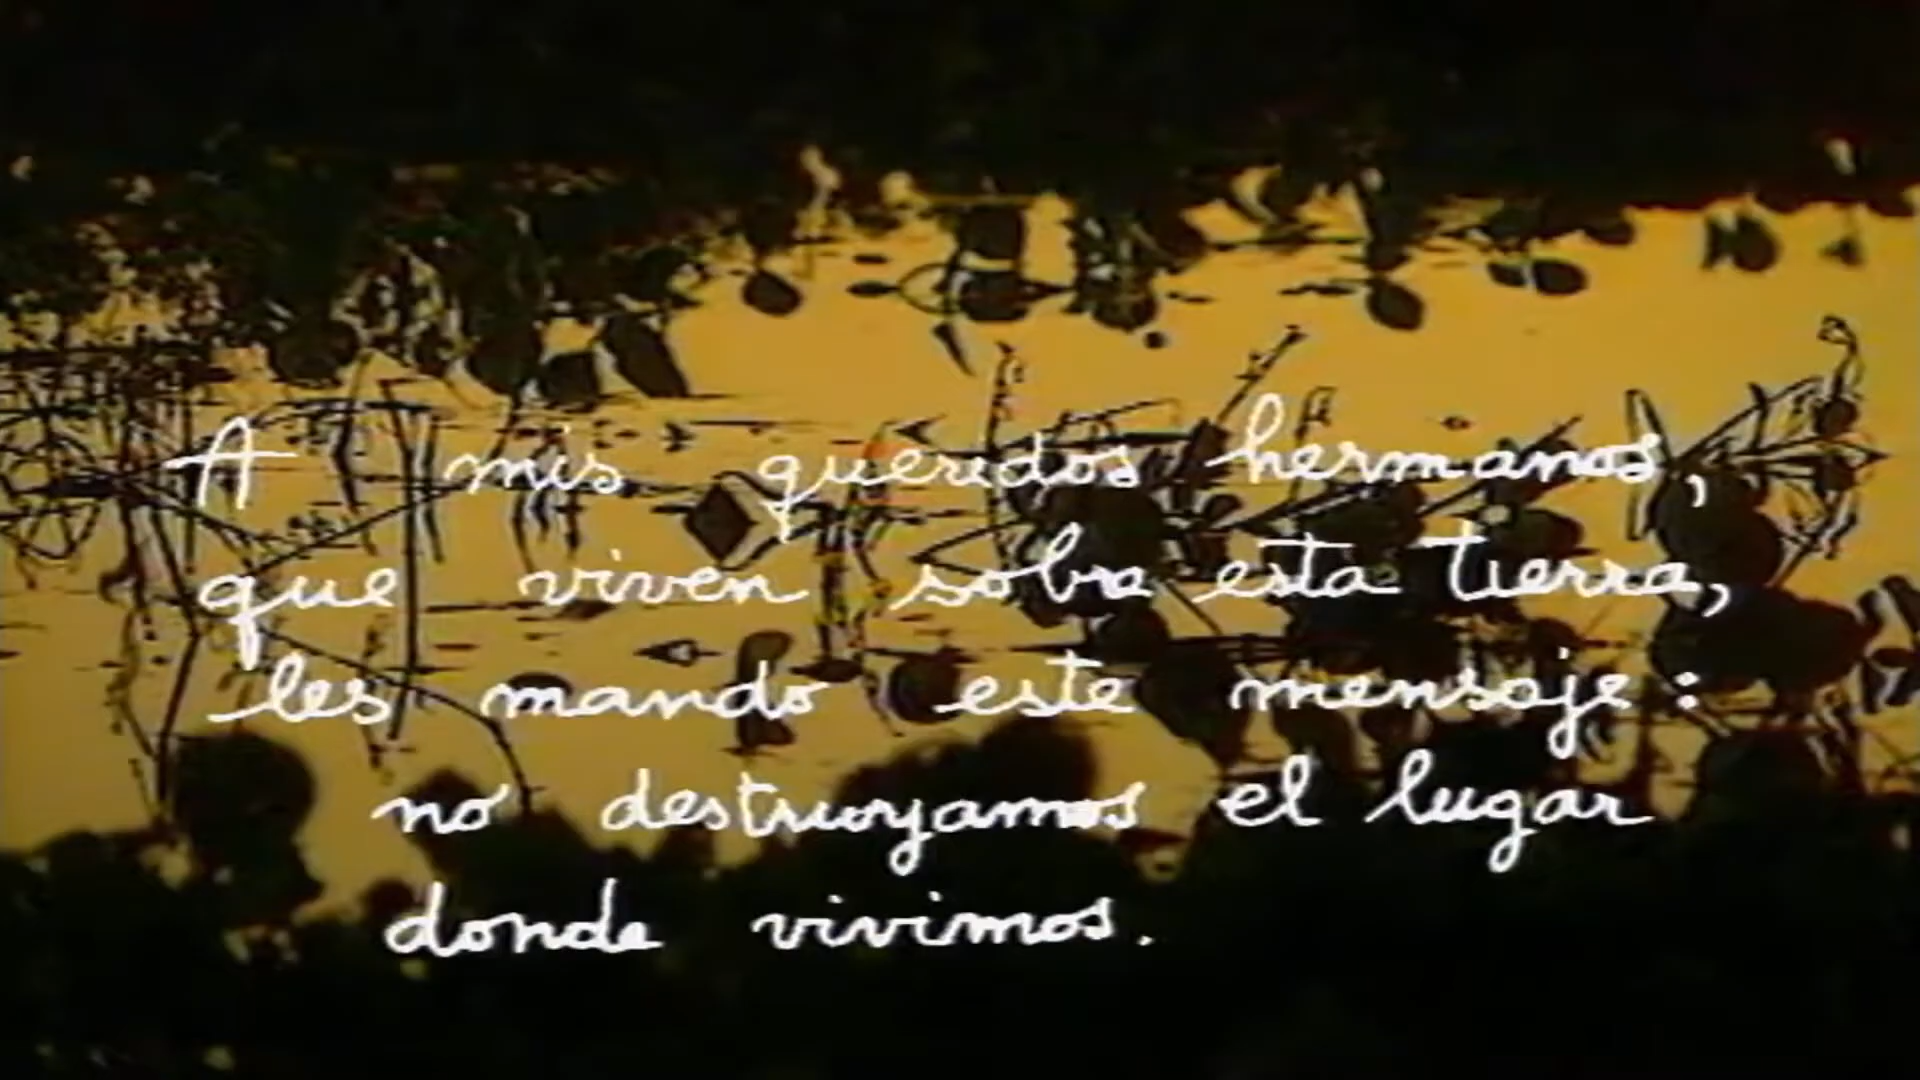 A mis queridos hermanos,
que viven sobre esta tierra,
les mando este mensaje:
no destruyamos el lugar
donde vivimos.